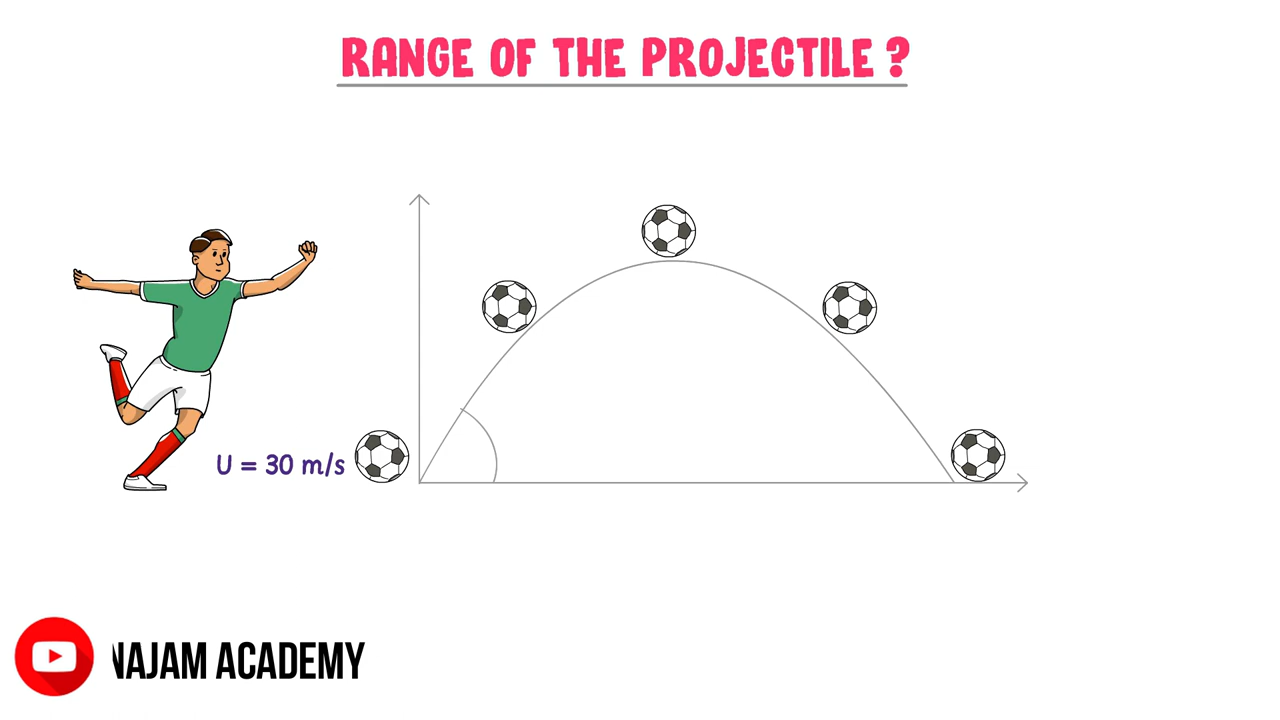 RANGE OF THE PROJECTILE ?
U = 30 m/s
NAJAM ACADEMY